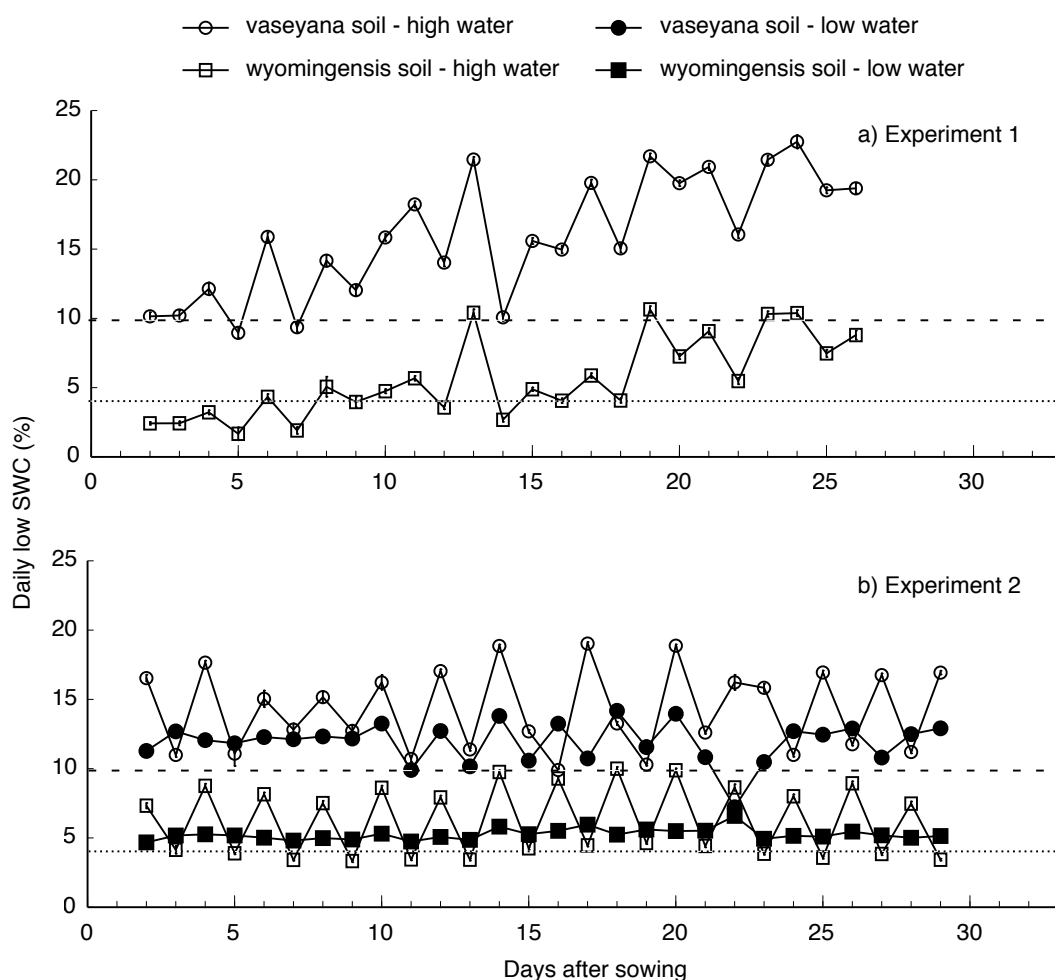 vaseyana soil - high water
vaseyana soil - low water
wyomingensis soil - high water
wyomingensis soil - low water
25
20
15
10
5
0
a) Experiment 1
0 5 10 15 20 25 30
Daily low SWC (%)
25
20
15
10
5
0
b) Experiment 2
0 5 10 15 20 25 30
Days after sowing